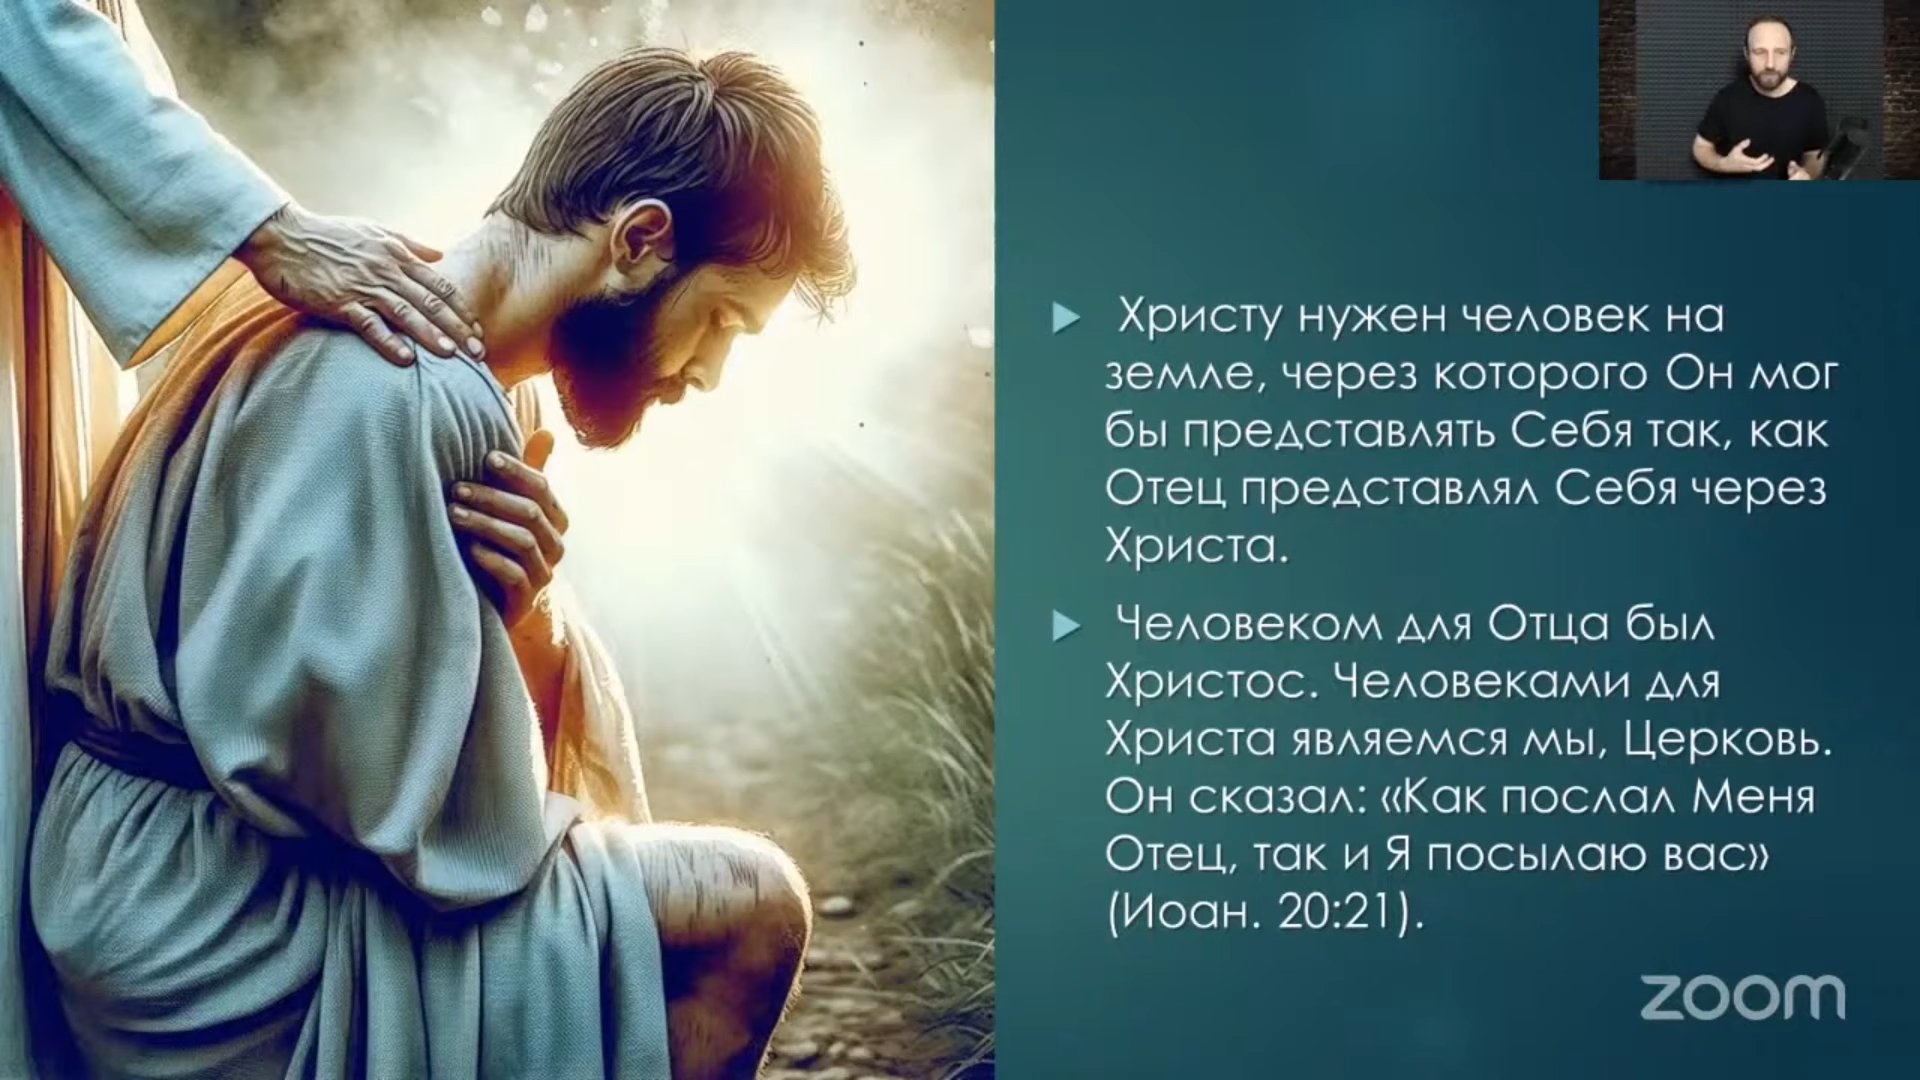 Христу нужен человек на
земле, через которого Он мог
бы представлять Себя так, как
Отец представлял Себя через
Христа.
Человеком для Отца был
Христос. Человеками для
Христа являемся мы, Церковь.
Он сказал: «Как послал Меня
Отец, так и Я посылаю вас»
(Иоан. 20:21).
zoom